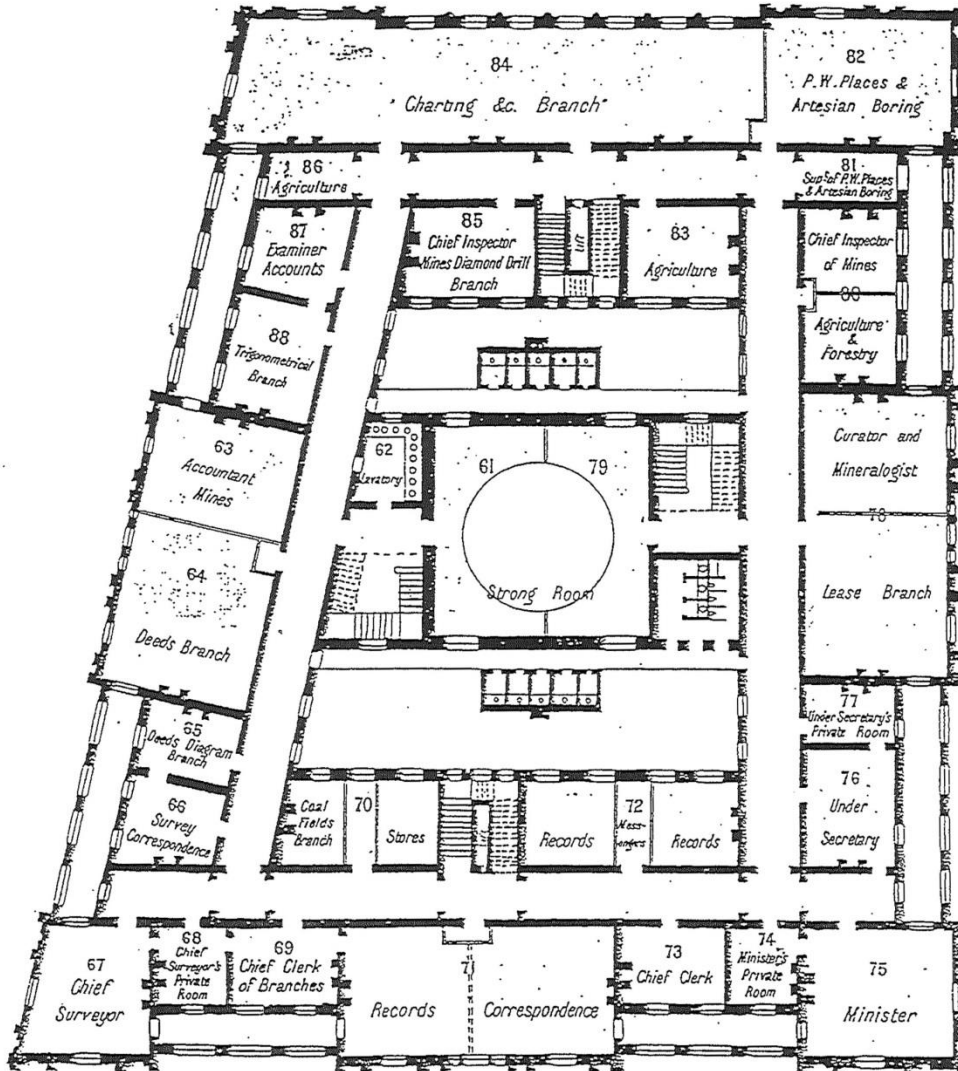 84
Charting &c. Branch
82
P. W. Places &
Artesian Boring
86
Agriculture
81
Sup^t of P. W. Places
& Artesian Boring
87
Examiner
Accounts
85
Chief Inspector
Mines Diamond Drill
Branch
Lift
83
Agriculture
Chief Inspector
of Mines
80
Agriculture
&
Forestry
88
Trigonometrical
Branch
63
Accountant
Mines
62
Lavatory
61
79
Strong Room
Curator and
Mineralogist
78
Lease Branch
64
Deeds Branch
65
Deeds Diagram
Branch
66
Survey
Correspondence
77
Under Secretary's
Private Room
76
Under
Secretary
Coal
Fields
Branch
70
Stores
Lift
Records
72
Mess-
engers
Records
67
Chief
Surveyor
68
Chief
Surveyor's
Private
Room
69
Chief Clerk
of Branches
71
Records
Correspondence
73
Chief Clerk
74
Minister's
Private
Room
75
Minister